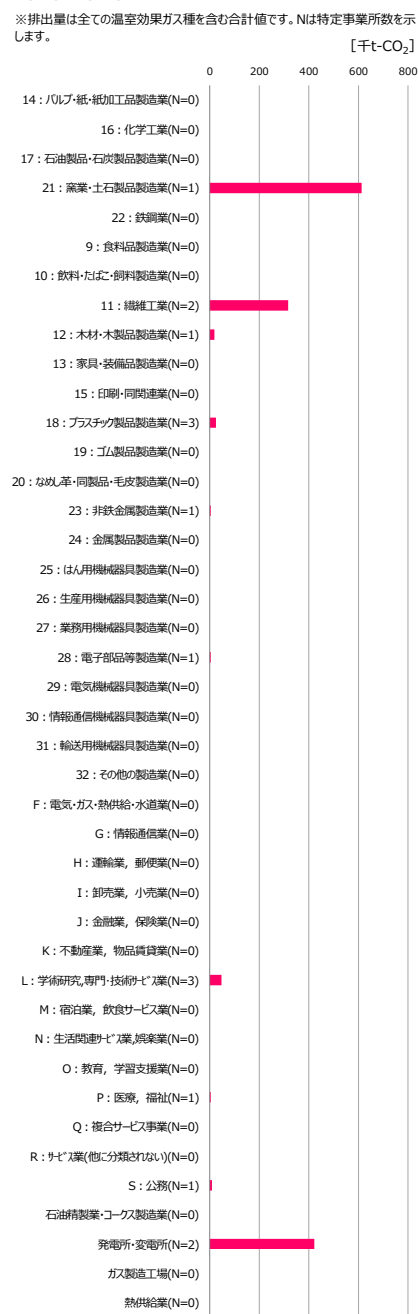 ※排出量は全ての温室効果ガス種を含む合計値です。Nは特定事業所数を示
します。
[千t-CO₂]
0 200 400 600 800
14：パルプ・紙・紙加工品製造業(N=0)
16：化学工業(N=0)
17：石油製品・石炭製品製造業(N=0)
21：窯業・土石製品製造業(N=1)
22：鉄鋼業(N=0)
9：食料品製造業(N=0)
10：飲料・たばこ・飼料製造業(N=0)
11：繊維工業(N=2)
12：木材・木製品製造業(N=1)
13：家具・装備品製造業(N=0)
15：印刷・同関連業(N=0)
18：プラスチック製品製造業(N=3)
19：ゴム製品製造業(N=0)
20：なめし革・同製品・毛皮製造業(N=0)
23：非鉄金属製造業(N=1)
24：金属製品製造業(N=0)
25：はん用機械器具製造業(N=0)
26：生産用機械器具製造業(N=0)
27：業務用機械器具製造業(N=0)
28：電子部品等製造業(N=1)
29：電気機械器具製造業(N=0)
30：情報通信機械器具製造業(N=0)
31：輸送用機械器具製造業(N=0)
32：その他の製造業(N=0)
F：電気・ガス・熱供給・水道業(N=0)
G：情報通信業(N=0)
H：運輸業，郵便業(N=0)
I：卸売業，小売業(N=0)
J：金融業，保険業(N=0)
K：不動産業，物品賃貸業(N=0)
L：学術研究,専門・技術ｻｰﾋﾞｽ業(N=3)
M：宿泊業，飲食サービス業(N=0)
N：生活関連ｻｰﾋﾞｽ業,娯楽業(N=0)
O：教育，学習支援業(N=0)
P：医療，福祉(N=1)
Q：複合サービス事業(N=0)
R：ｻｰﾋﾞｽ業(他に分類されない)(N=0)
S：公務(N=1)
石油精製業・コークス製造業(N=0)
発電所・変電所(N=2)
ガス製造工場(N=0)
熱供給業(N=0)